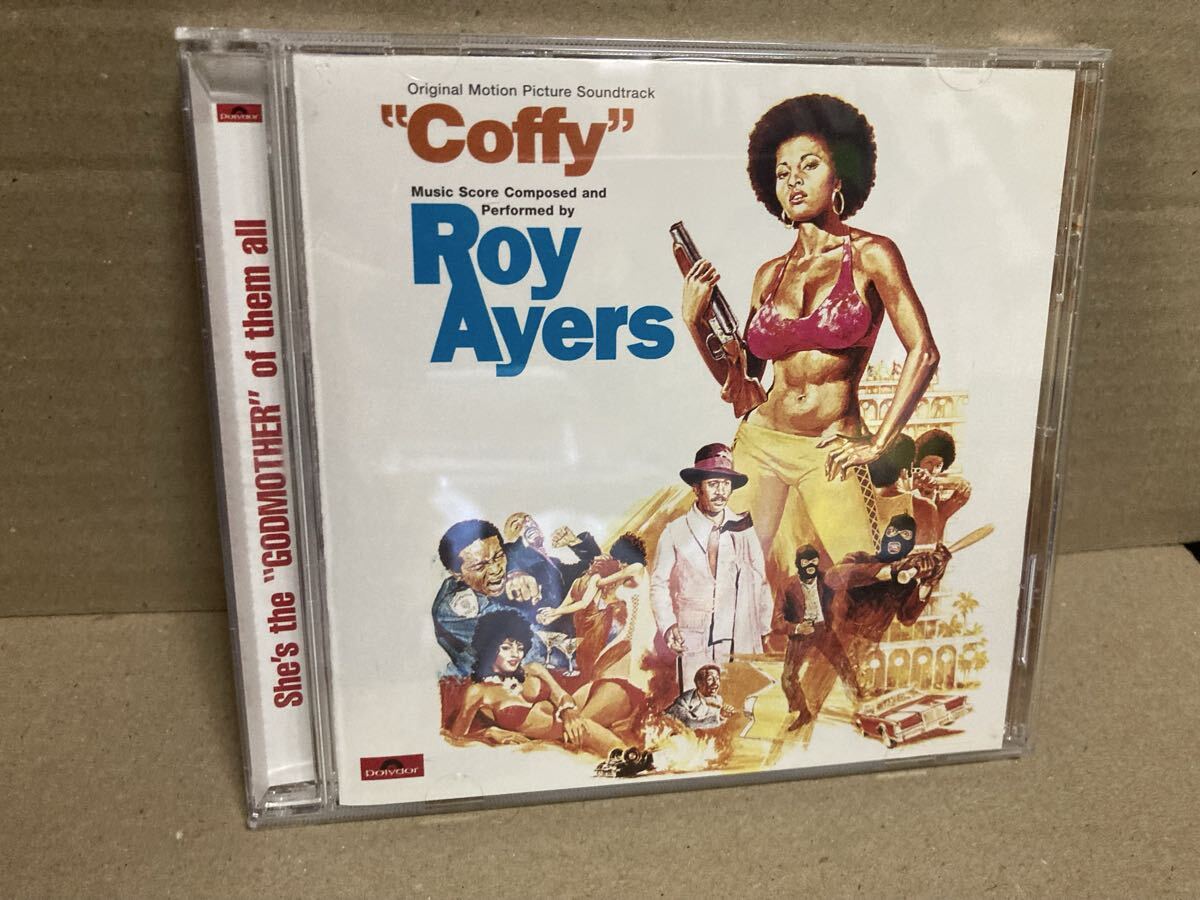 Polydor
She's the "GODMOTHER" of them all
Original Motion Picture Soundtrack
"Coffy"
Music Score Composed and
Performed by
Roy
Ayers
Polydor